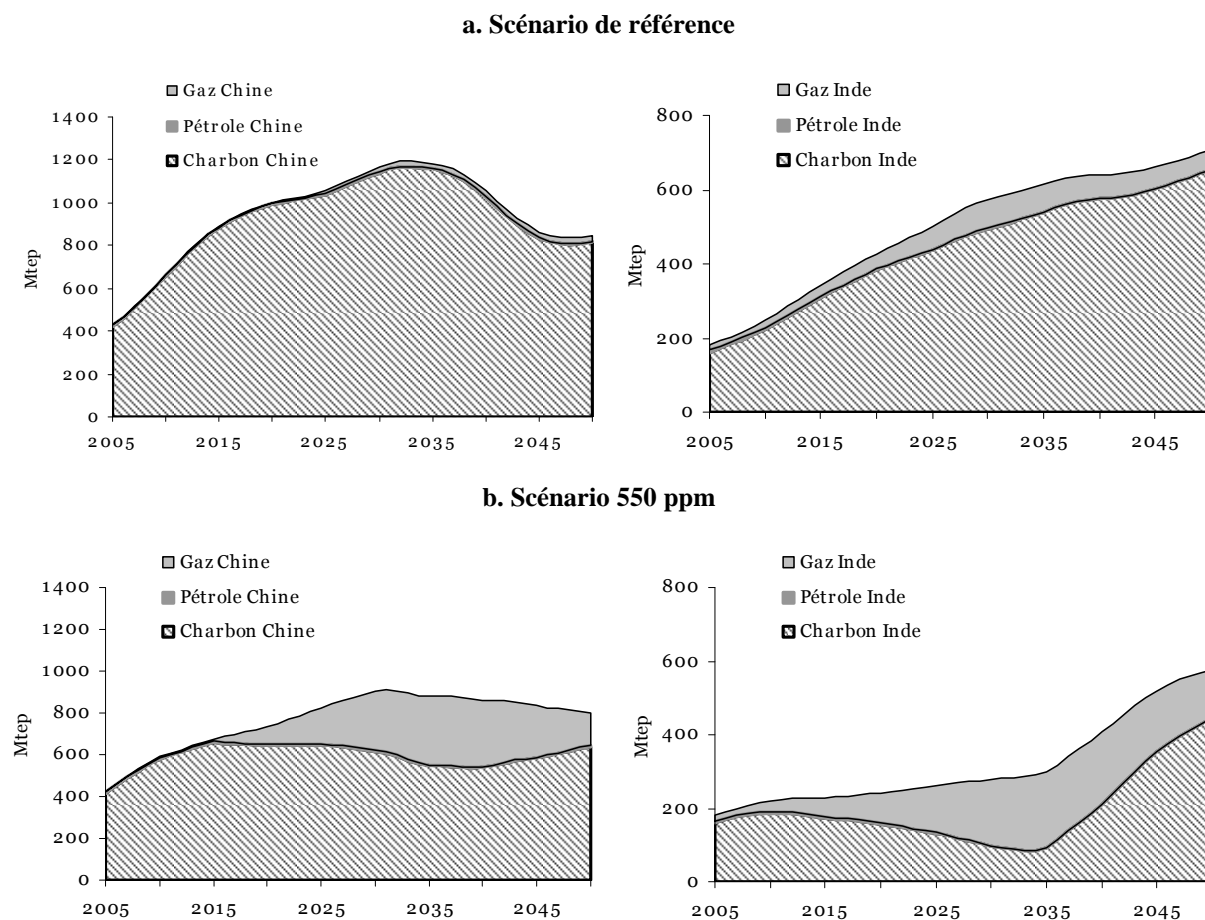 a. Scénario de référence
Gaz Chine
Pétrole Chine
Charbon Chine
Mtep
1400
1200
1000
800
600
400
200
0
2005 2015 2025 2035 2045
Gaz Inde
Pétrole Inde
Charbon Inde
Mtep
800
600
400
200
0
2005 2015 2025 2035 2045
b. Scénario 550 ppm
Gaz Chine
Pétrole Chine
Charbon Chine
Mtep
1400
1200
1000
800
600
400
200
0
2005 2015 2025 2035 2045
Gaz Inde
Pétrole Inde
Charbon Inde
Mtep
800
600
400
200
0
2005 2015 2025 2035 2045